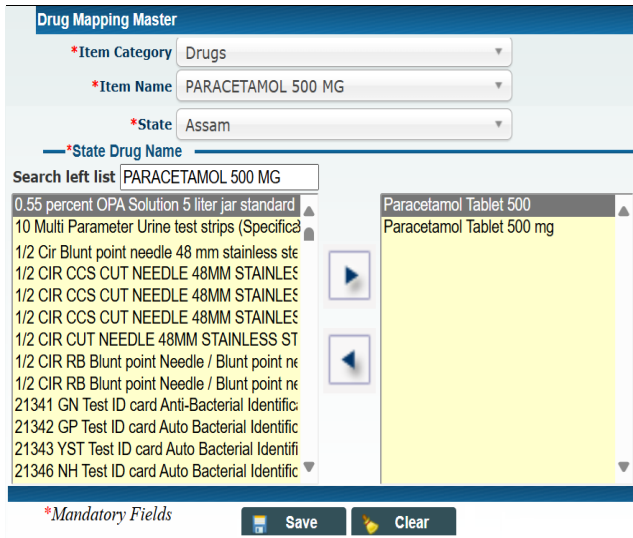 Drug Mapping Master
*Item Category Drugs
*Item Name PARACETAMOL 500 MG
*State Assam
*State Drug Name
Search left list PARACETAMOL 500 MG
0.55 percent OPA Solution 5 liter jar standard
10 Multi Parameter Urine test strips (Specifica
1/2 Cir Blunt point needle 48 mm stainless ste
1/2 CIR CCS CUT NEEDLE 48MM STAINLES
1/2 CIR CCS CUT NEEDLE 48MM STAINLES
1/2 CIR CCS CUT NEEDLE 48MM STAINLES
1/2 CIR CUT NEEDLE 48MM STAINLESS ST
1/2 CIR RB Blunt point Needle / Blunt point ne
1/2 CIR RB Blunt point Needle / Blunt point ne
21341 GN Test ID card Anti-Bacterial Identifica
21342 GP Test ID card Auto Bacterial Identific
21343 YST Test ID card Auto Bacterial Identifi
21346 NH Test ID card Auto Bacterial Identific
Paracetamol Tablet 500
Paracetamol Tablet 500 mg
*Mandatory Fields
Save
Clear